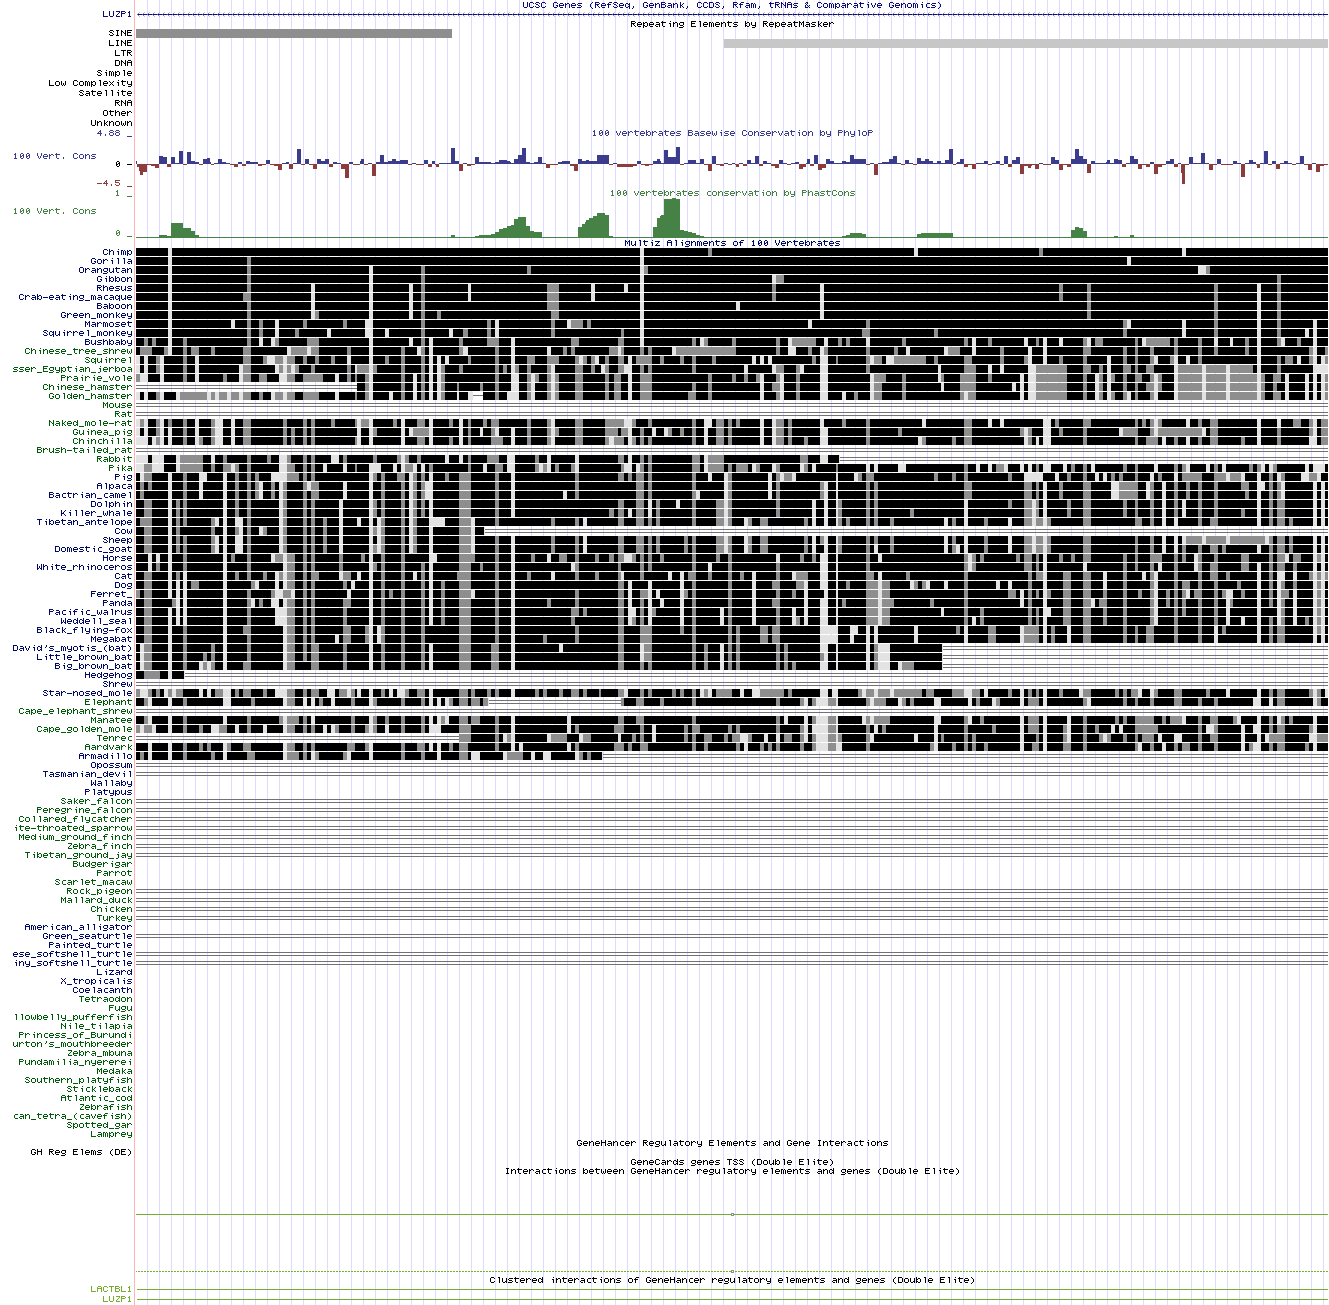 UCSC Genes (RefSeq, GenBank, CCDS, Rfam, tRNAs & Comparative Genomics)
LUZP1
Repeating Elements by RepeatMasker
SINE
LINE
LTR
DNA
Simple
Low Complexity
Satellite
RNA
Other
Unknown
4.88 _
100 vertebrates Basewise Conservation by PhyloP
100 Vert. Cons
0 _
-4.5 _
1 _
100 vertebrates conservation by PhastCons
100 Vert. Cons
0 _
Multiz Alignments of 100 Vertebrates
Chimp
Gorilla
Orangutan
Gibbon
Rhesus
Crab-eating_macaque
Baboon
Green_monkey
Marmoset
Squirrel_monkey
Bushbaby
Chinese_tree_shrew
Squirrel
sser_Egyptian_jerboa
Prairie_vole
Chinese_hamster
Golden_hamster
Mouse
Rat
Naked_mole-rat
Guinea_pig
Chinchilla
Brush-tailed_rat
Rabbit
Pika
Pig
Alpaca
Bactrian_camel
Dolphin
Killer_whale
Tibetan_antelope
Cow
Sheep
Domestic_goat
Horse
White_rhinoceros
Cat
Dog
Ferret_
Panda
Pacific_walrus
Weddell_seal
Black_flying-fox
Megabat
David's_myotis_(bat)
Little_brown_bat
Big_brown_bat
Hedgehog
Shrew
Star-nosed_mole
Elephant
Cape_elephant_shrew
Manatee
Cape_golden_mole
Tenrec
Aardvark
Armadillo
Opossum
Tasmanian_devil
Wallaby
Platypus
Saker_falcon
Peregrine_falcon
Collared_flycatcher
ite-throated_sparrow
Medium_ground_finch
Zebra_finch
Tibetan_ground_jay
Budgerigar
Parrot
Scarlet_macaw
Rock_pigeon
Mallard_duck
Chicken
Turkey
American_alligator
Green_seaturtle
Painted_turtle
ese_softshell_turtle
iny_softshell_turtle
Lizard
X_tropicalis
Coelacanth
Tetraodon
Fugu
llowbelly_pufferfish
Nile_tilapia
Princess_of_Burundi
urton's_mouthbreeder
Zebra_mbuna
Pundamilia_nyererei
Medaka
Southern_platyfish
Stickleback
Atlantic_cod
Zebrafish
can_tetra_(cavefish)
Spotted_gar
Lamprey
GeneHancer Regulatory Elements and Gene Interactions
GH Reg Elems (DE)
GeneCards genes TSS (Double Elite)
Interactions between GeneHancer regulatory elements and genes (Double Elite)
Clustered interactions of GeneHancer regulatory elements and genes (Double Elite)
LACTBL1
LUZP1